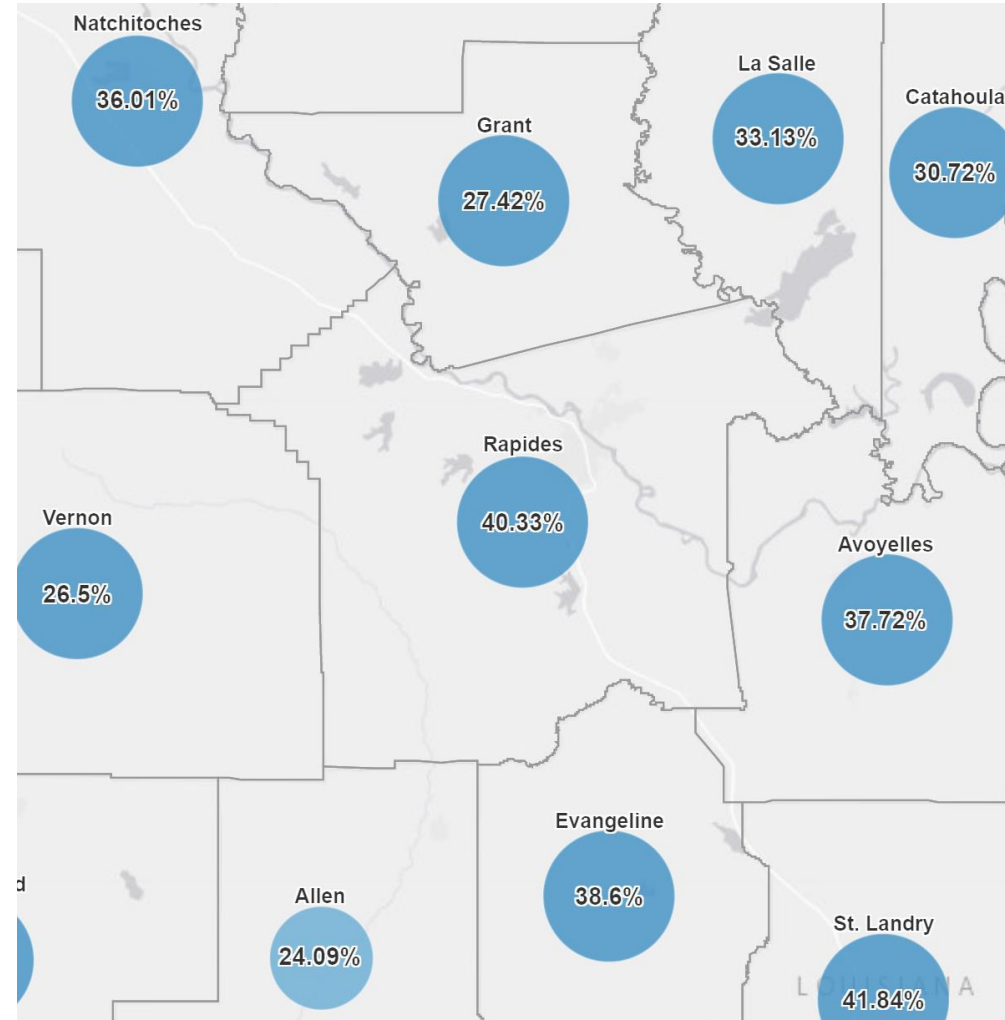 Natchitoches
36.01%
La Salle
33.13%
Catahoula
30.72%
Grant
27.42%
Rapides
40.33%
Vernon
26.5%
Avoyelles
37.72%
Evangeline
38.6%
d
Allen
24.09%
St. Landry
LOUISIANA
41.84%